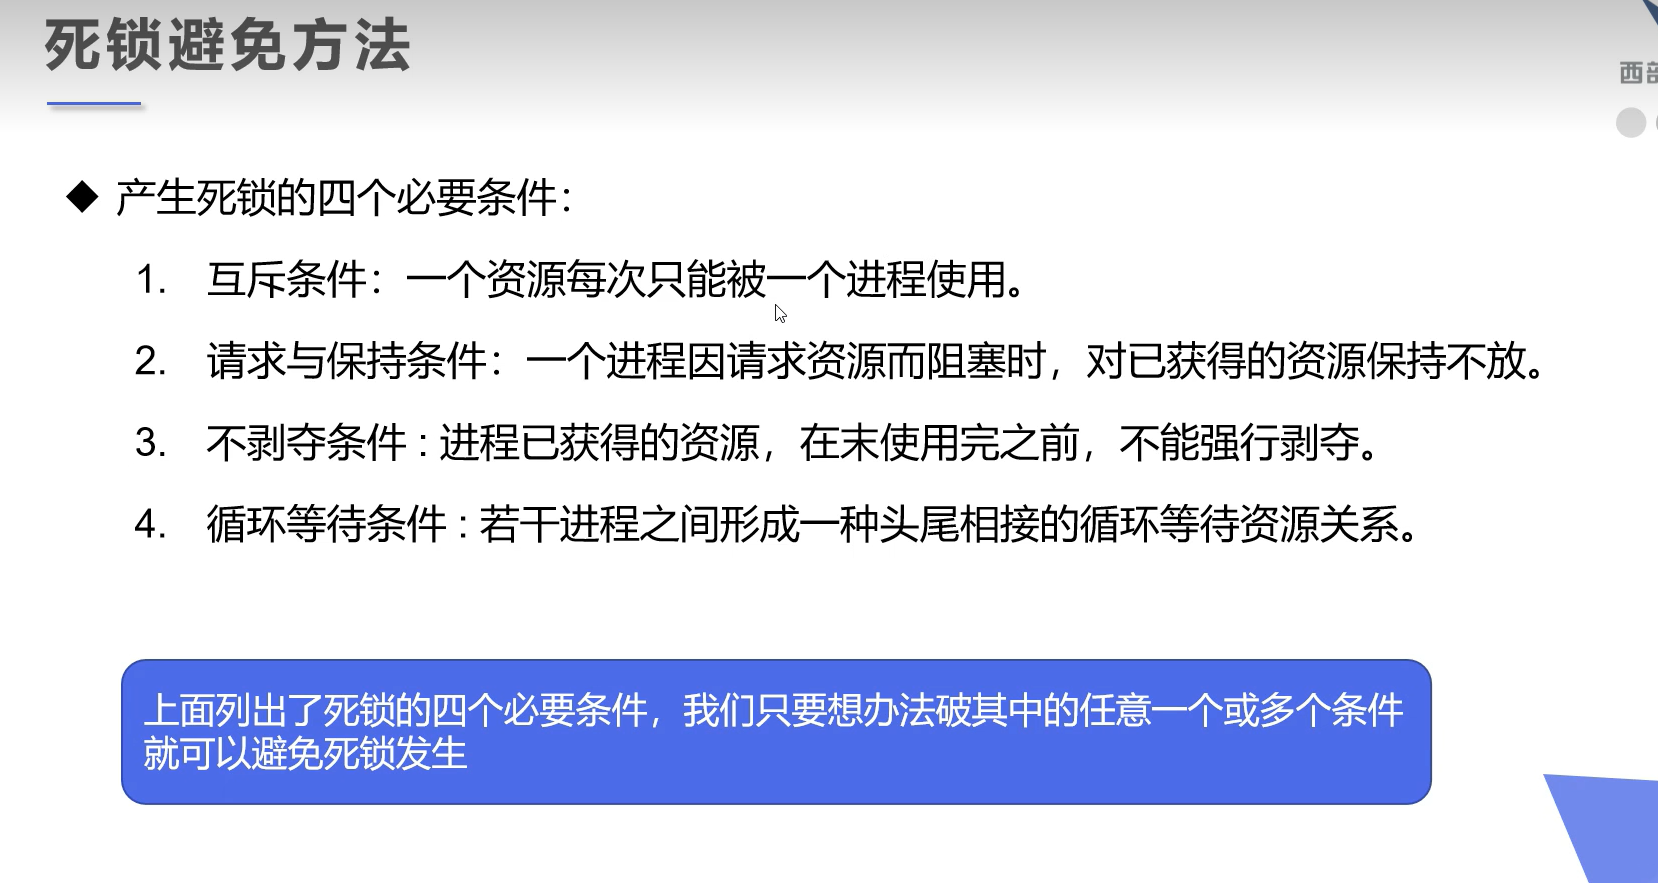 死锁避免方法
西部
◆ 产生死锁的四个必要条件：
1. 互斥条件：一个资源每次只能被一个进程使用。
2. 请求与保持条件：一个进程因请求资源而阻塞时，对已获得的资源保持不放。
3. 不剥夺条件 : 进程已获得的资源，在末使用完之前，不能强行剥夺。
4. 循环等待条件 : 若干进程之间形成一种头尾相接的循环等待资源关系。
上面列出了死锁的四个必要条件，我们只要想办法破其中的任意一个或多个条件
就可以避免死锁发生